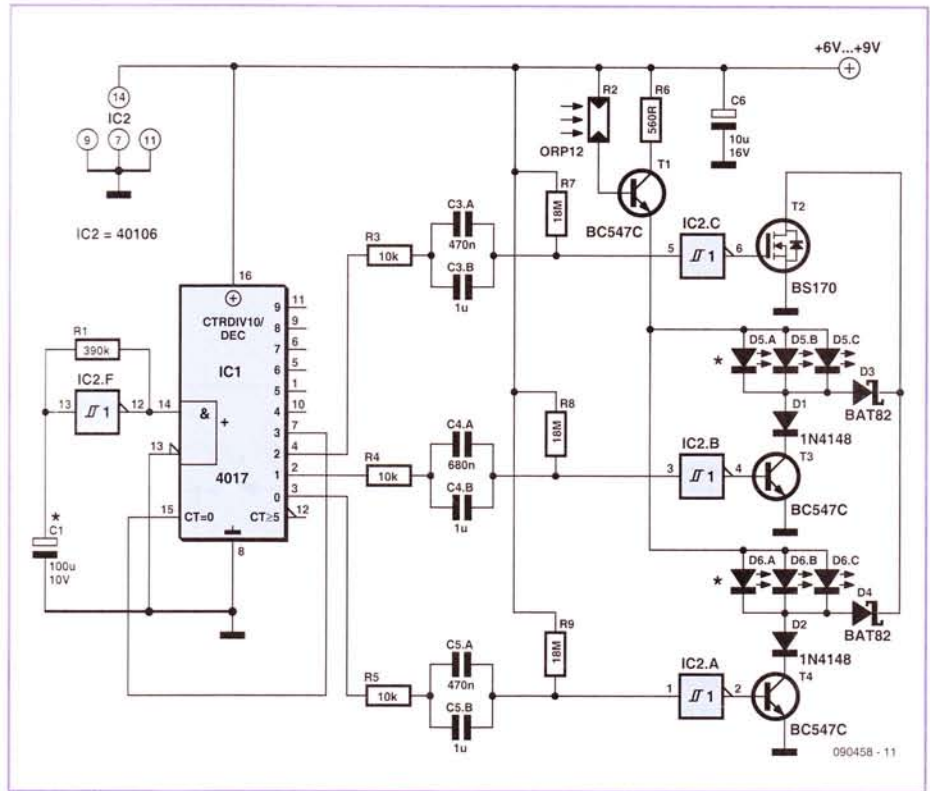 +6V...+9V
14
IC2
9
7
11
IC2 = 40106
R2
R6
560R
ORP12
T1
BC547C
C6
10u
16V
C3.A
470n
R3
10k
C3.B
1u
R7
18M
IC2.C
5
1
6
T2
BS170
16
CTRDIV10/
DEC
IC1
4017
9 11
8 9
7 6
6 5
5 1
4 10
3 7
2 4
1 2
0 3
CT≥5 12
R1
390k
IC2.F
13
1
12
14
&
+
13
15
CT=0
8
*
C1
100u
10V
D5.A
D5.B
D5.C
*
D3
BAT82
D1
1N4148
C4.A
680n
R4
10k
C4.B
1u
R8
18M
IC2.B
3
1
4
T3
BC547C
D6.A
D6.B
D6.C
*
D4
BAT82
D2
1N4148
C5.A
470n
R5
10k
C5.B
1u
R9
18M
IC2.A
1
1
2
T4
BC547C
090458 - 11